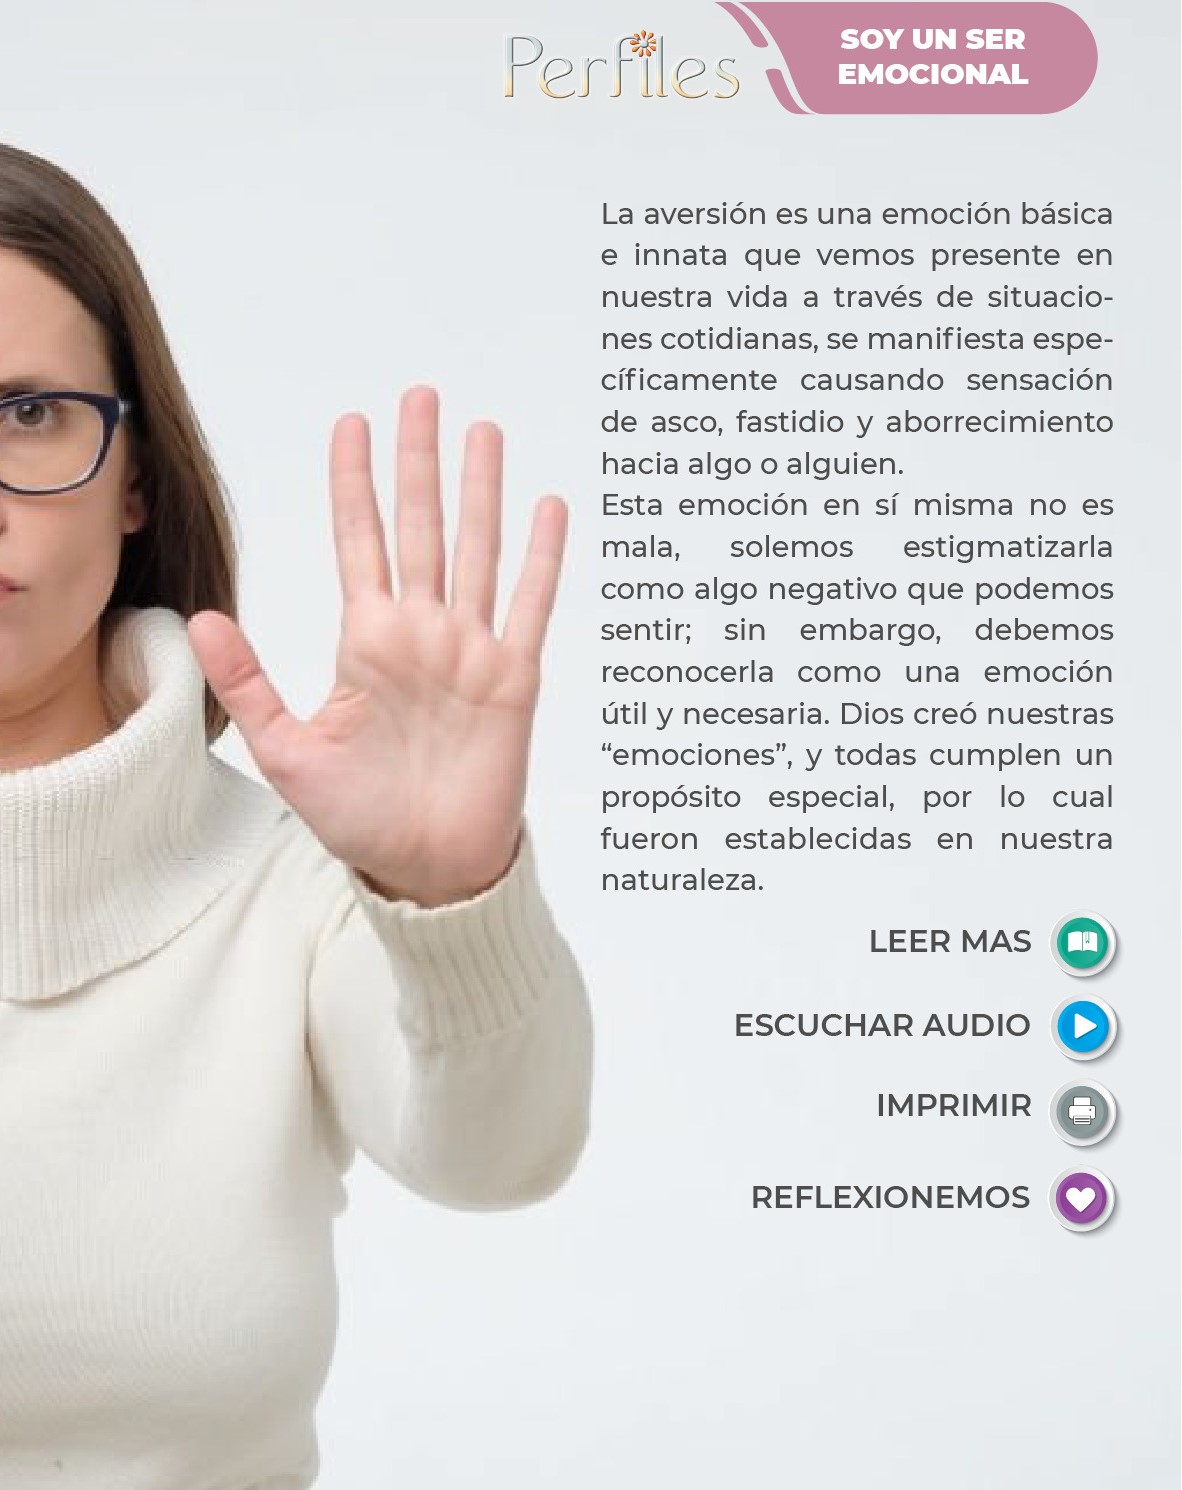 Perfiles
SOY UN SER
EMOCIONAL
La aversión es una emoción básica
e innata que vemos presente en
nuestra vida a través de situacio-
nes cotidianas, se manifiesta espe-
cíficamente causando sensación
de asco, fastidio y aborrecimiento
hacia algo o alguien.
Esta emoción en sí misma no es
mala, solemos estigmatizarla
como algo negativo que podemos
sentir; sin embargo, debemos
reconocerla como una emoción
útil y necesaria. Dios creó nuestras
“emociones”, y todas cumplen un
propósito especial, por lo cual
fueron establecidas en nuestra
naturaleza.
LEER MAS
ESCUCHAR AUDIO
IMPRIMIR
REFLEXIONEMOS